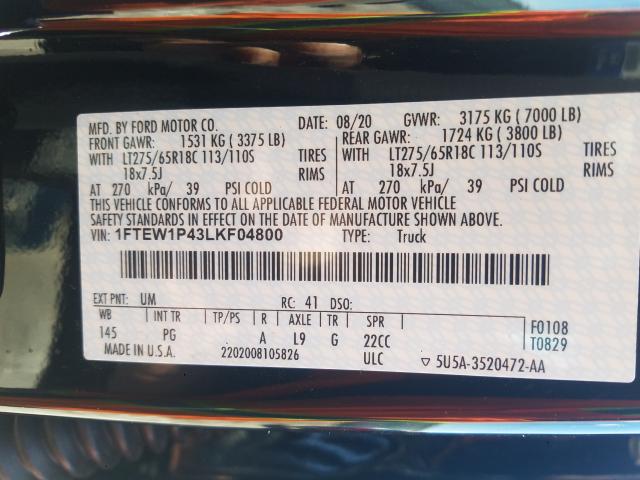 MFD. BY FORD MOTOR CO.
DATE: 08/20 GVWR: 3175 KG ( 7000 LB)
FRONT GAWR: 1531 KG ( 3375 LB) REAR GAWR: 1724 KG ( 3800 LB)
WITH LT275/65R18C 113/110S TIRES WITH LT275/65R18C 113/110S TIRES
18x7.5J RIMS 18x7.5J RIMS
AT 270 kPa/ 39 PSI COLD AT 270 kPa/ 39 PSI COLD
THIS VEHICLE CONFORMS TO ALL APPLICABLE FEDERAL MOTOR VEHICLE
SAFETY STANDARDS IN EFFECT ON THE DATE OF MANUFACTURE SHOWN ABOVE.
VIN: 1FTEW1P43LKF04800 TYPE: Truck
EXT PNT: UM RC: 41 DSO:
WB INT TR TP/PS R AXLE TR SPR F0108
145 PG A L9 G 22CC T0829
MADE IN U.S.A. 2202008105826 ULC ▽ 5U5A-3520472-AA